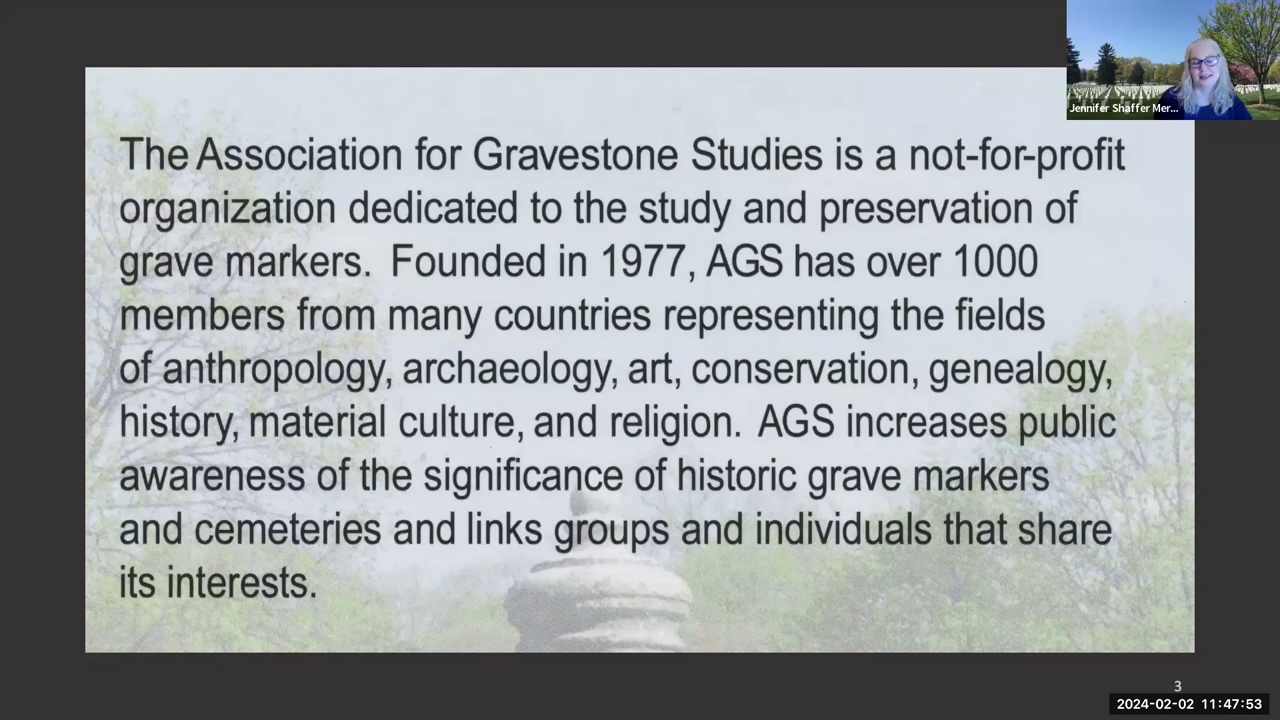 Jennifer Shaffer Mer...
The Association for Gravestone Studies is a not-for-profit
organization dedicated to the study and preservation of
grave markers. Founded in 1977, AGS has over 1000
members from many countries representing the fields
of anthropology, archaeology, art, conservation, genealogy,
history, material culture, and religion. AGS increases public
awareness of the significance of historic grave markers
and cemeteries and links groups and individuals that share
its interests.
3
2024-02-02 11:47:53